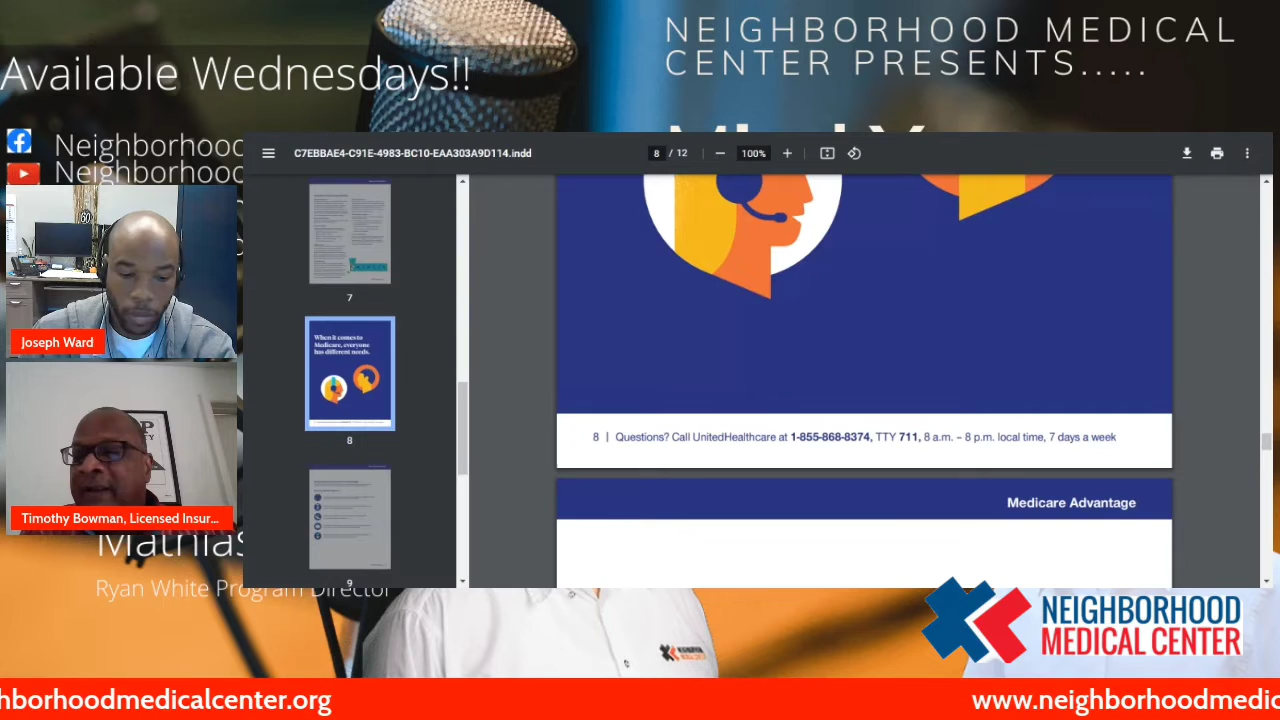 NEIGHBORHOOD MEDICAL
CENTER PRESENTS.....
Available Wednesdays!!
Neighborhood
Neighborhood
C7EBBAE4-C91E-4983-BC10-EAA303A9D114.indd
8 / 12
100%
60
7
When it comes to
Medicare, everyone
has different needs.
8
9
8 | Questions? Call UnitedHealthcare at 1-855-868-8374, TTY 711, 8 a.m. – 8 p.m. local time, 7 days a week
Medicare Advantage
Joseph Ward
Timothy Bowman, Licensed Insur...
Mathias
Ryan White Program Director
NEIGHBORHOOD
MEDICAL CENTER
hborhoodmedicalcenter.org
www.neighborhoodmedic